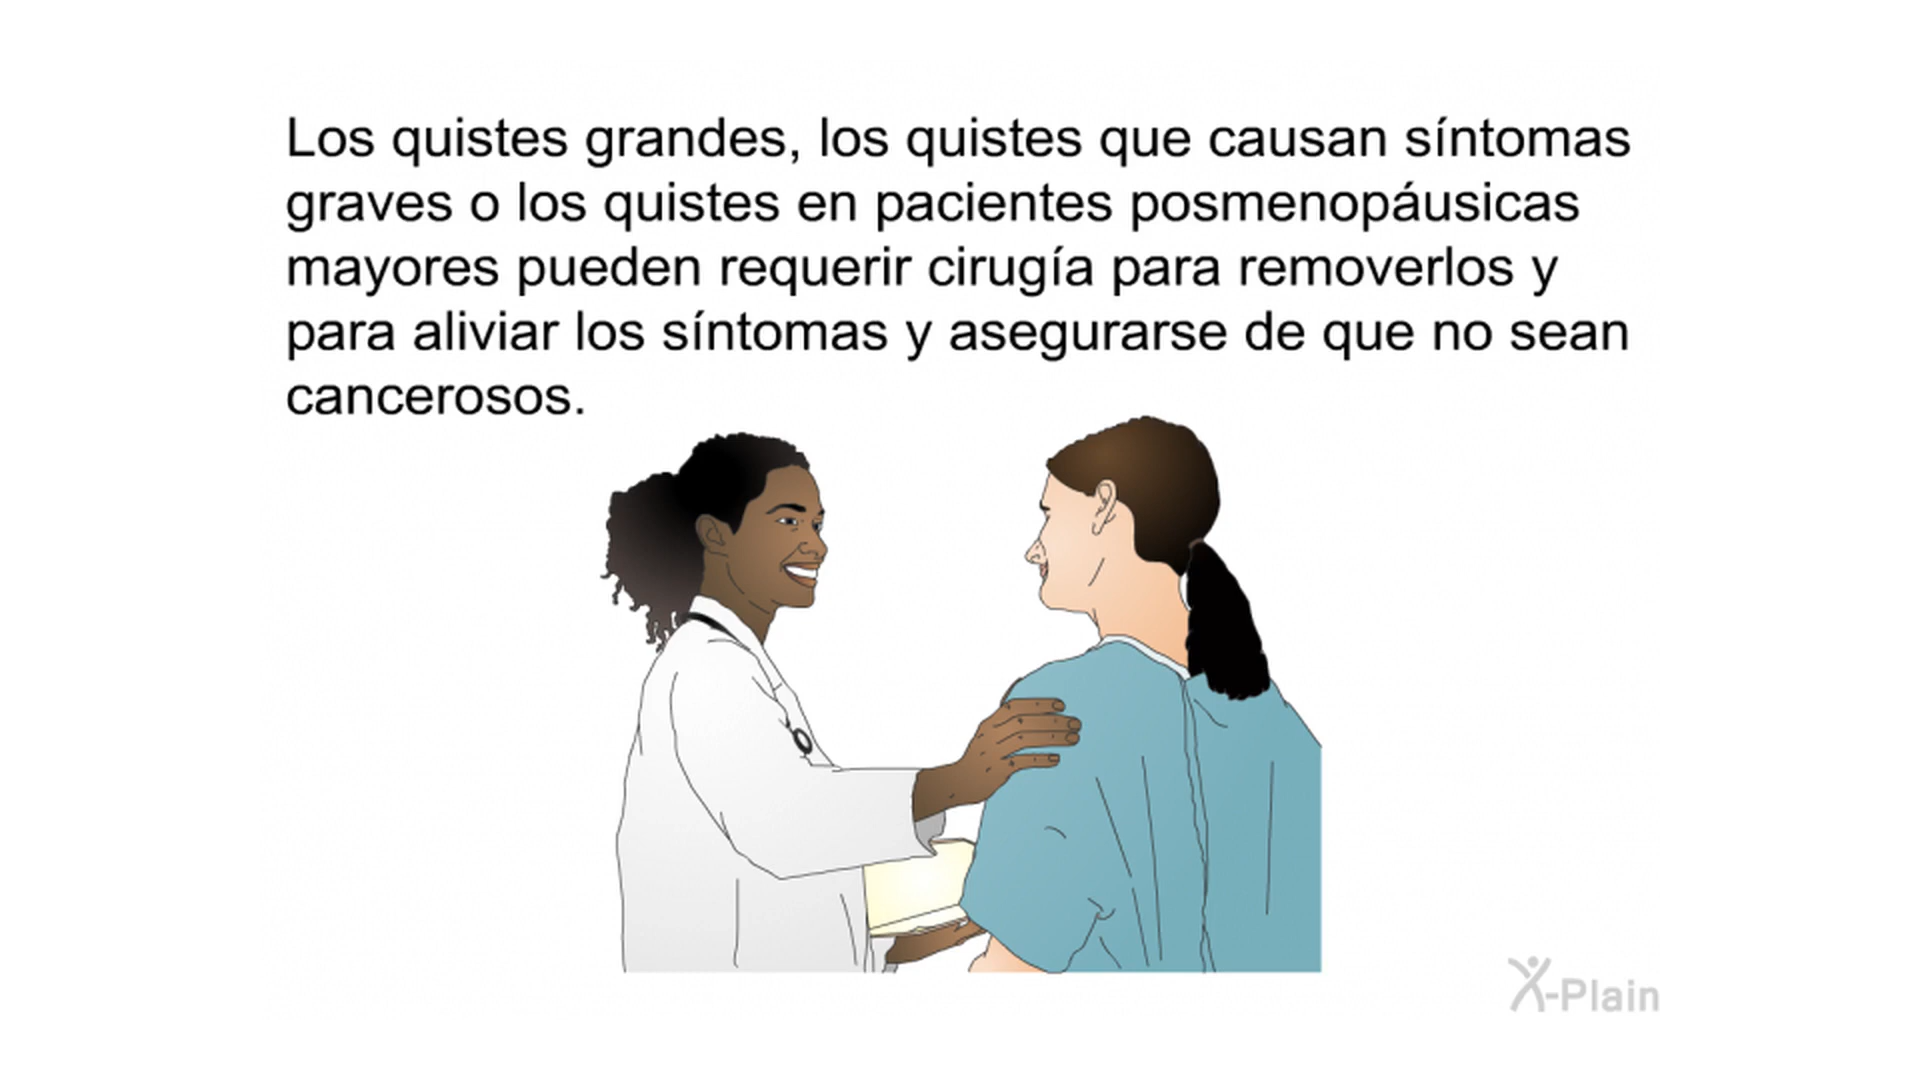 Los quistes grandes, los quistes que causan síntomas
graves o los quistes en pacientes posmenopáusicas
mayores pueden requerir cirugía para removerlos y
para aliviar los síntomas y asegurarse de que no sean
cancerosos.
X-Plain